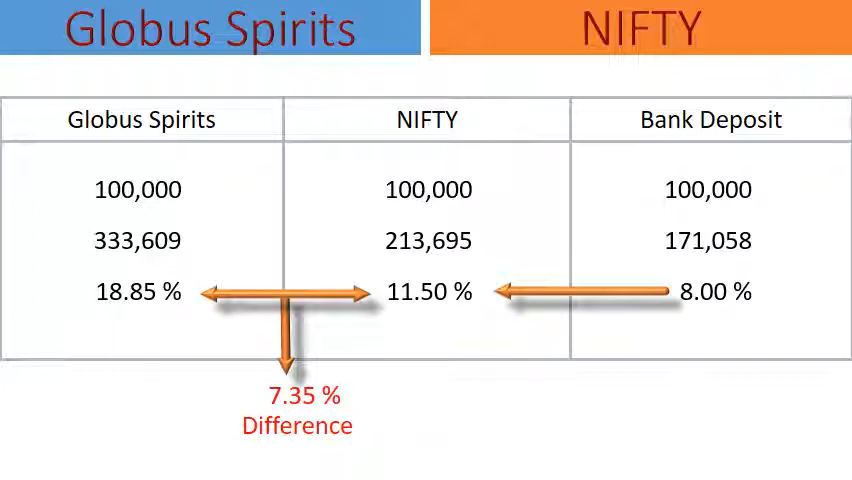 Globus Spirits NIFTY
Globus Spirits NIFTY Bank Deposit
100,000 100,000 100,000
333,609 213,695 171,058
18.85 % 11.50 % 8.00 %
7.35 %
Difference